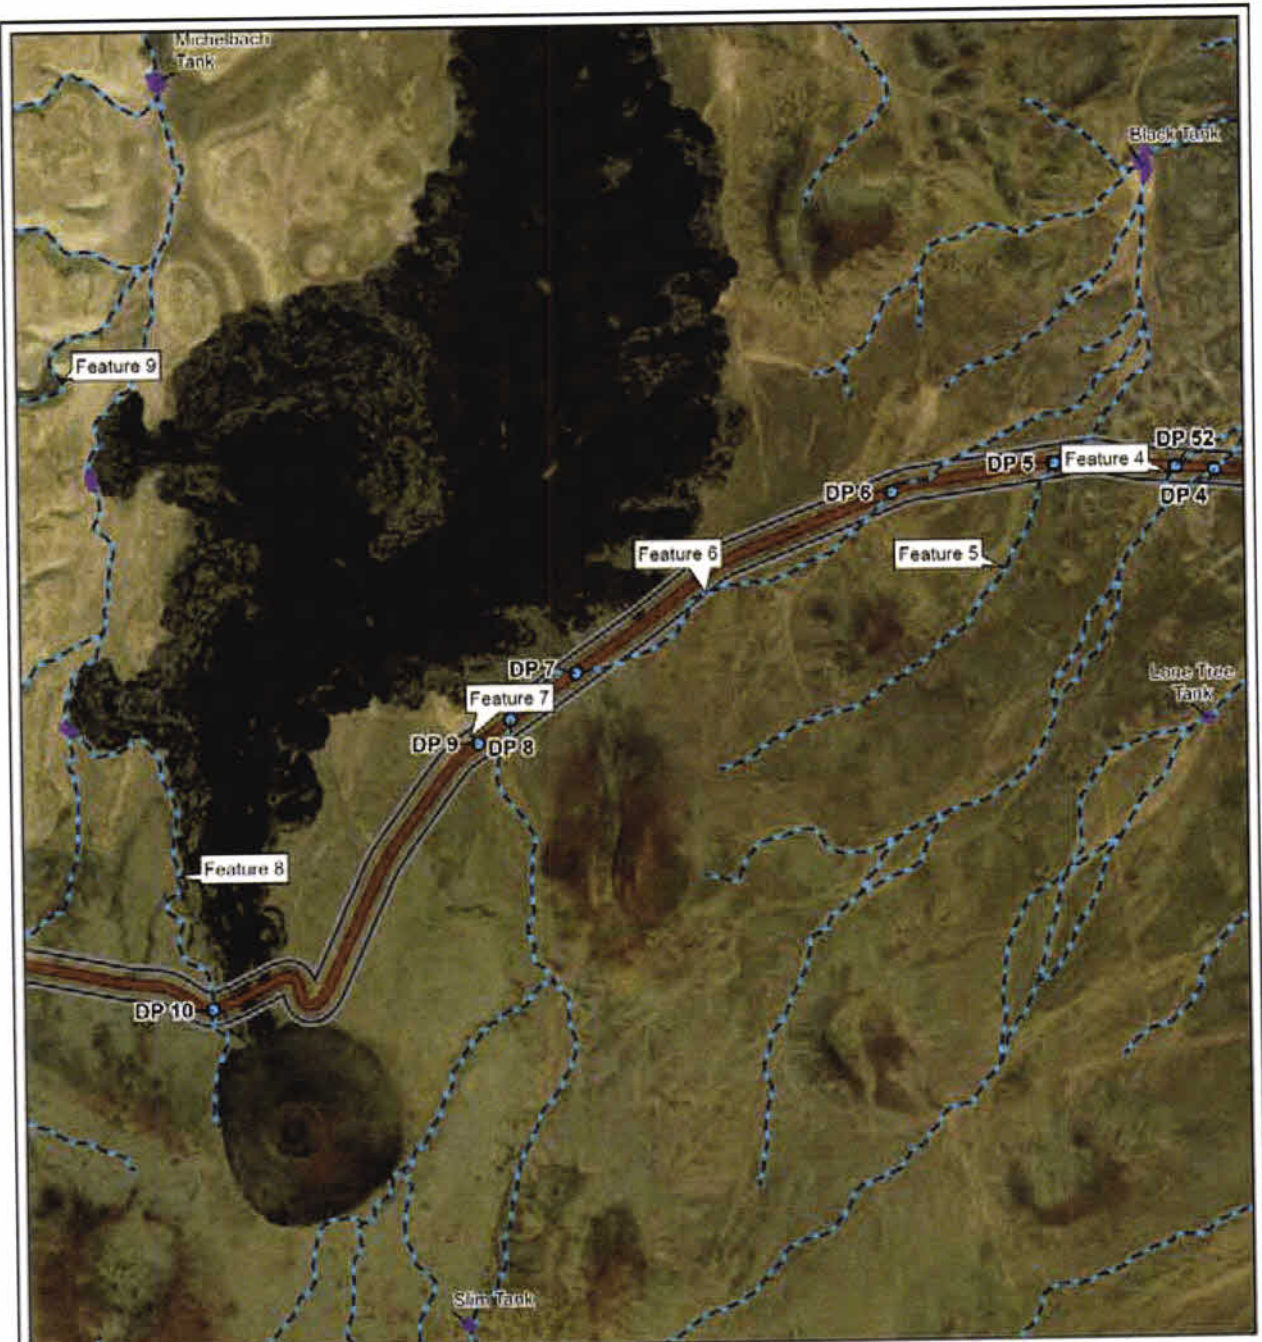 Michelbach
Tank
Black Tank
Feature 9
DP 52
DP 5
Feature 4
DP 6
DP 4
Feature 6
Feature 5
DP 7
Lone Tree
Tank
Feature 7
DP 9
DP 8
Feature 8
DP 10
Slim Tank